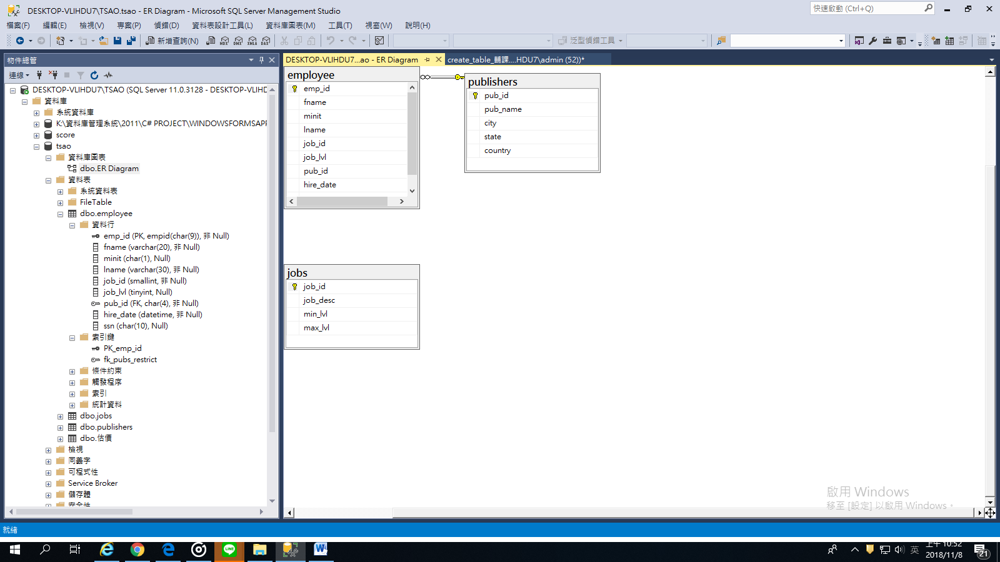 DESKTOP-VLIHDU7\TSAO.tsao - ER Diagram - Microsoft SQL Server Management Studio
快速啟動 (Ctrl+Q)
檔案(F) 編輯(E) 檢視(V) 專案(P) 偵錯(D) 資料表設計工具(L) 資料庫圖表(M) 工具(T) 視窗(W) 說明(H)
新增查詢(N) MDX DMX XMLA DAX 泛型偵錯工具
物件總管
DESKTOP-VLIHDU7...ao - ER Diagram
create_table_輔課....HDU7\admin (52))*
連線
DESKTOP-VLIHDU7\TSAO (SQL Server 11.0.3128 - DESKTOP-VLIHD
資料庫
系統資料庫
K:\資料庫管理系統\2011\C# PROJECT\WINDOWSFORMSAPP
score
tsao
資料庫圖表
dbo.ER Diagram
資料表
系統資料表
FileTable
dbo.employee
資料行
emp_id (PK, empid(char(9)), 非 Null)
fname (varchar(20), 非 Null)
minit (char(1), Null)
lname (varchar(30), 非 Null)
job_id (smallint, 非 Null)
job_lvl (tinyint, Null)
pub_id (FK, char(4), 非 Null)
hire_date (datetime, 非 Null)
ssn (char(10), Null)
索引鍵
PK_emp_id
fk_pubs_restrict
條件約束
觸發程序
索引
統計資料
dbo.jobs
dbo.publishers
dbo.估價
檢視
同義字
可程式性
Service Broker
儲存體
安全性
employee
emp_id
fname
minit
lname
job_id
job_lvl
pub_id
hire_date
publishers
pub_id
pub_name
city
state
country
jobs
job_id
job_desc
min_lvl
max_lvl
啟用 Windows
移至 [設定] 以啟用 Windows。
就緒
LINE
英
上午 10:52
2018/11/8
21